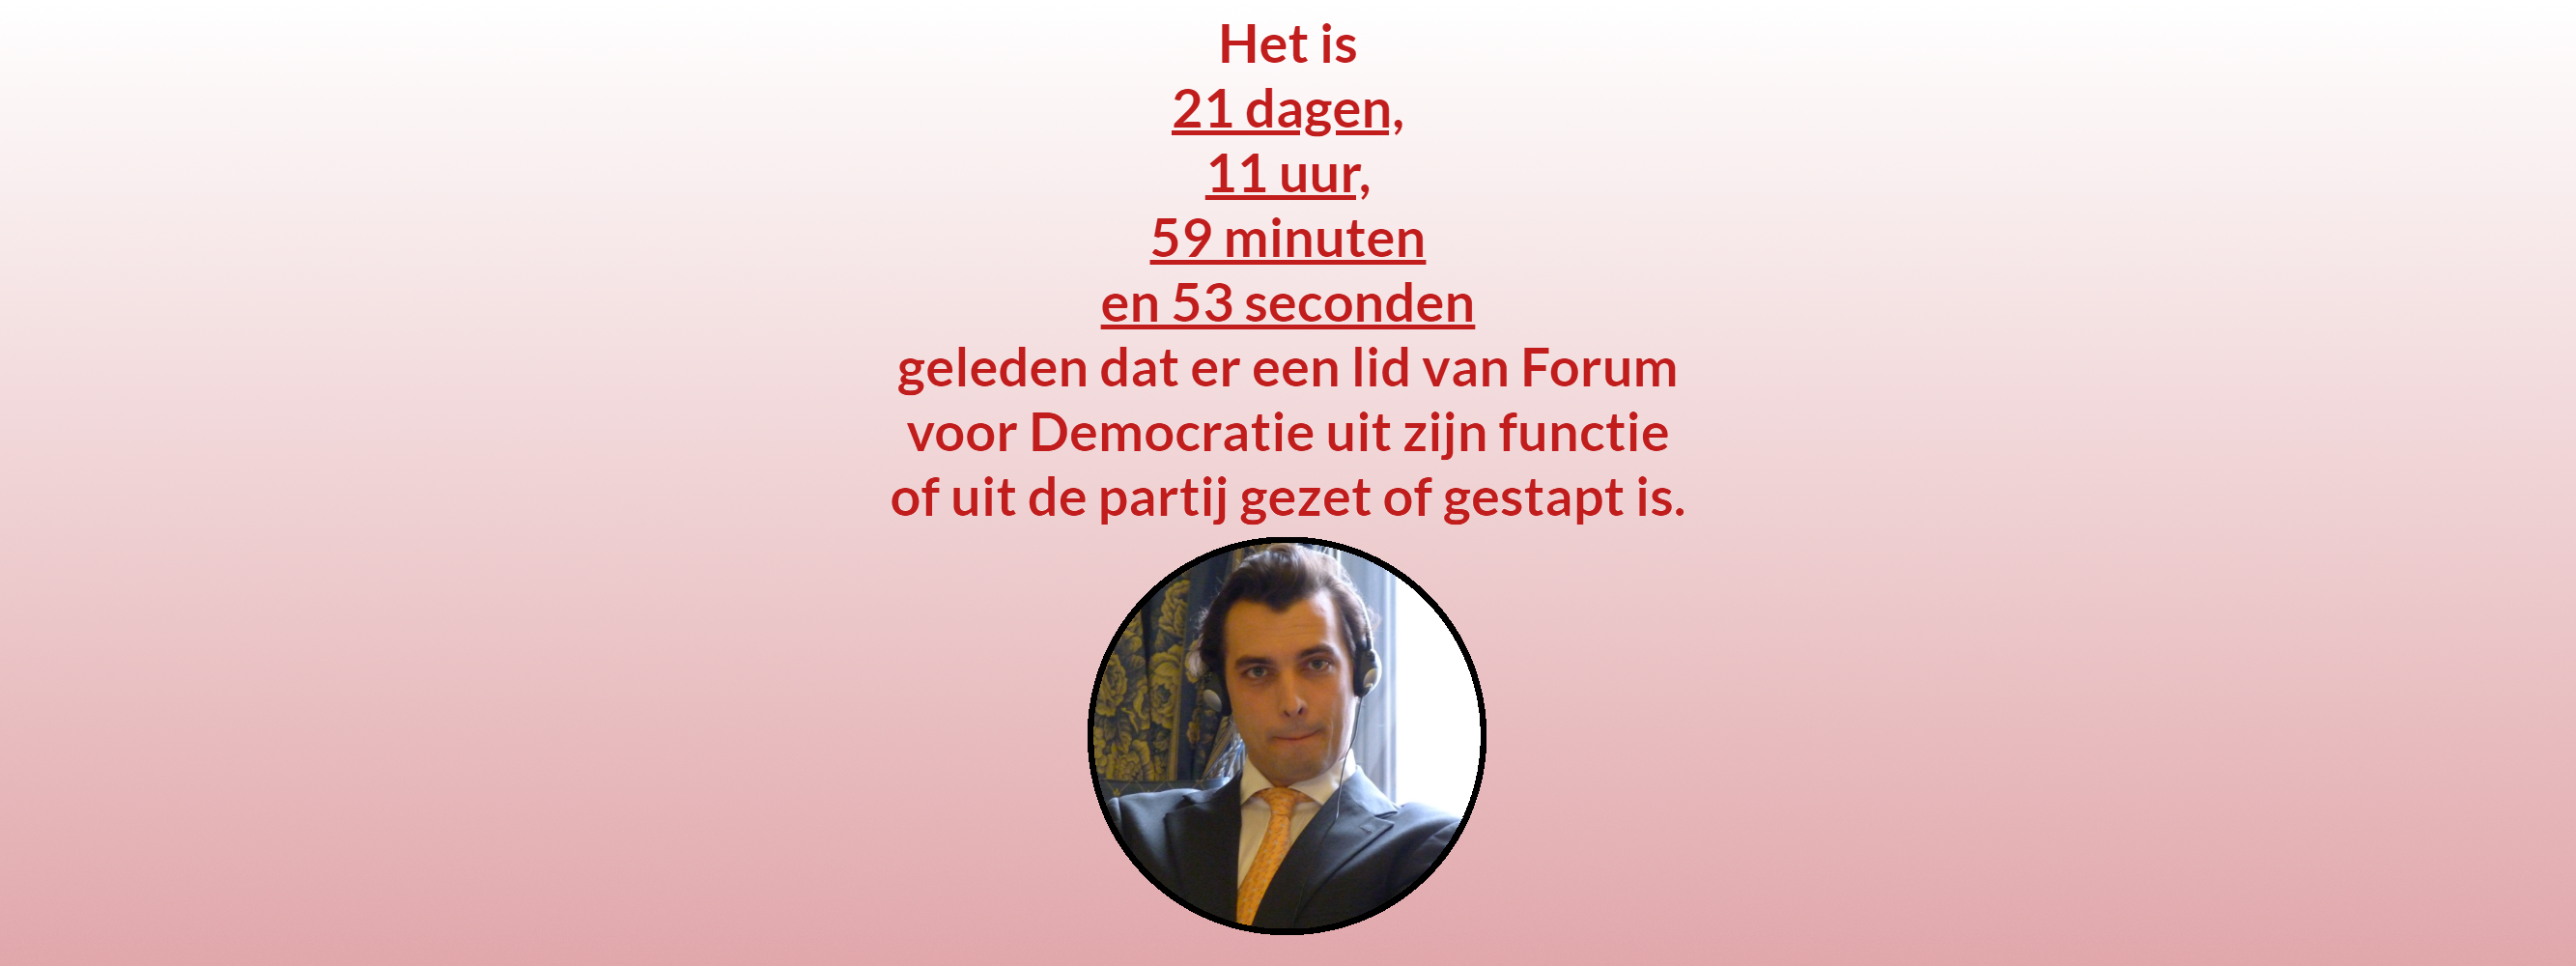 Het is
21 dagen,
11 uur,
59 minuten
en 53 seconden
geleden dat er een lid van Forum
voor Democratie uit zijn functie
of uit de partij gezet of gestapt is.